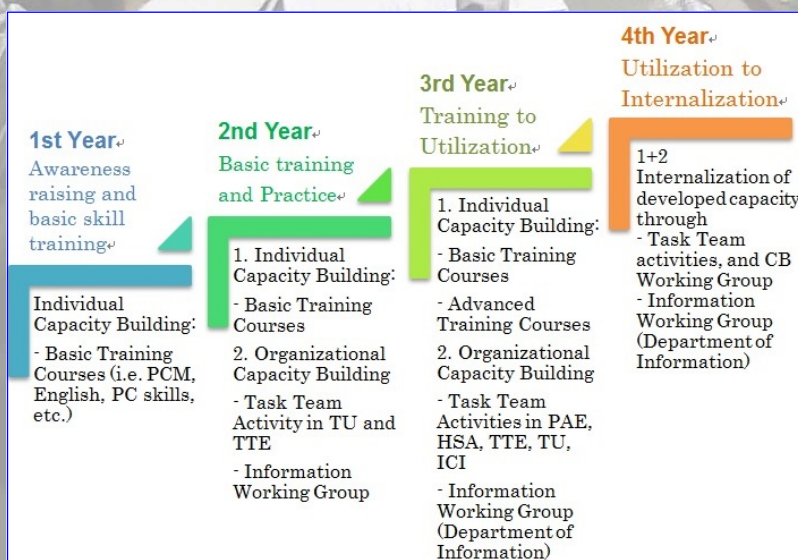 1st Year
Awareness
raising and
basic skill
training
Individual
Capacity Building:
- Basic Training
Courses (i.e. PCM,
English, PC skills,
etc.)
2nd Year
Basic training
and Practice
1. Individual
Capacity Building:
- Basic Training
Courses
2. Organizational
Capacity Building
- Task Team
Activity in TU and
TTE
- Information
Working Group
3rd Year
Training to
Utilization
1. Individual
Capacity Building:
- Basic Training
Courses
- Advanced
Training Courses
2. Organizational
Capacity Building
- Task Team
Activities in PAE,
HSA, TTE, TU,
ICI
- Information
Working Group
(Department of
Information)
4th Year
Utilization to
Internalization
1+2
Internalization of
developed capacity
through
- Task Team
activities, and CB
Working Group
- Information
Working Group
(Department of
Information)